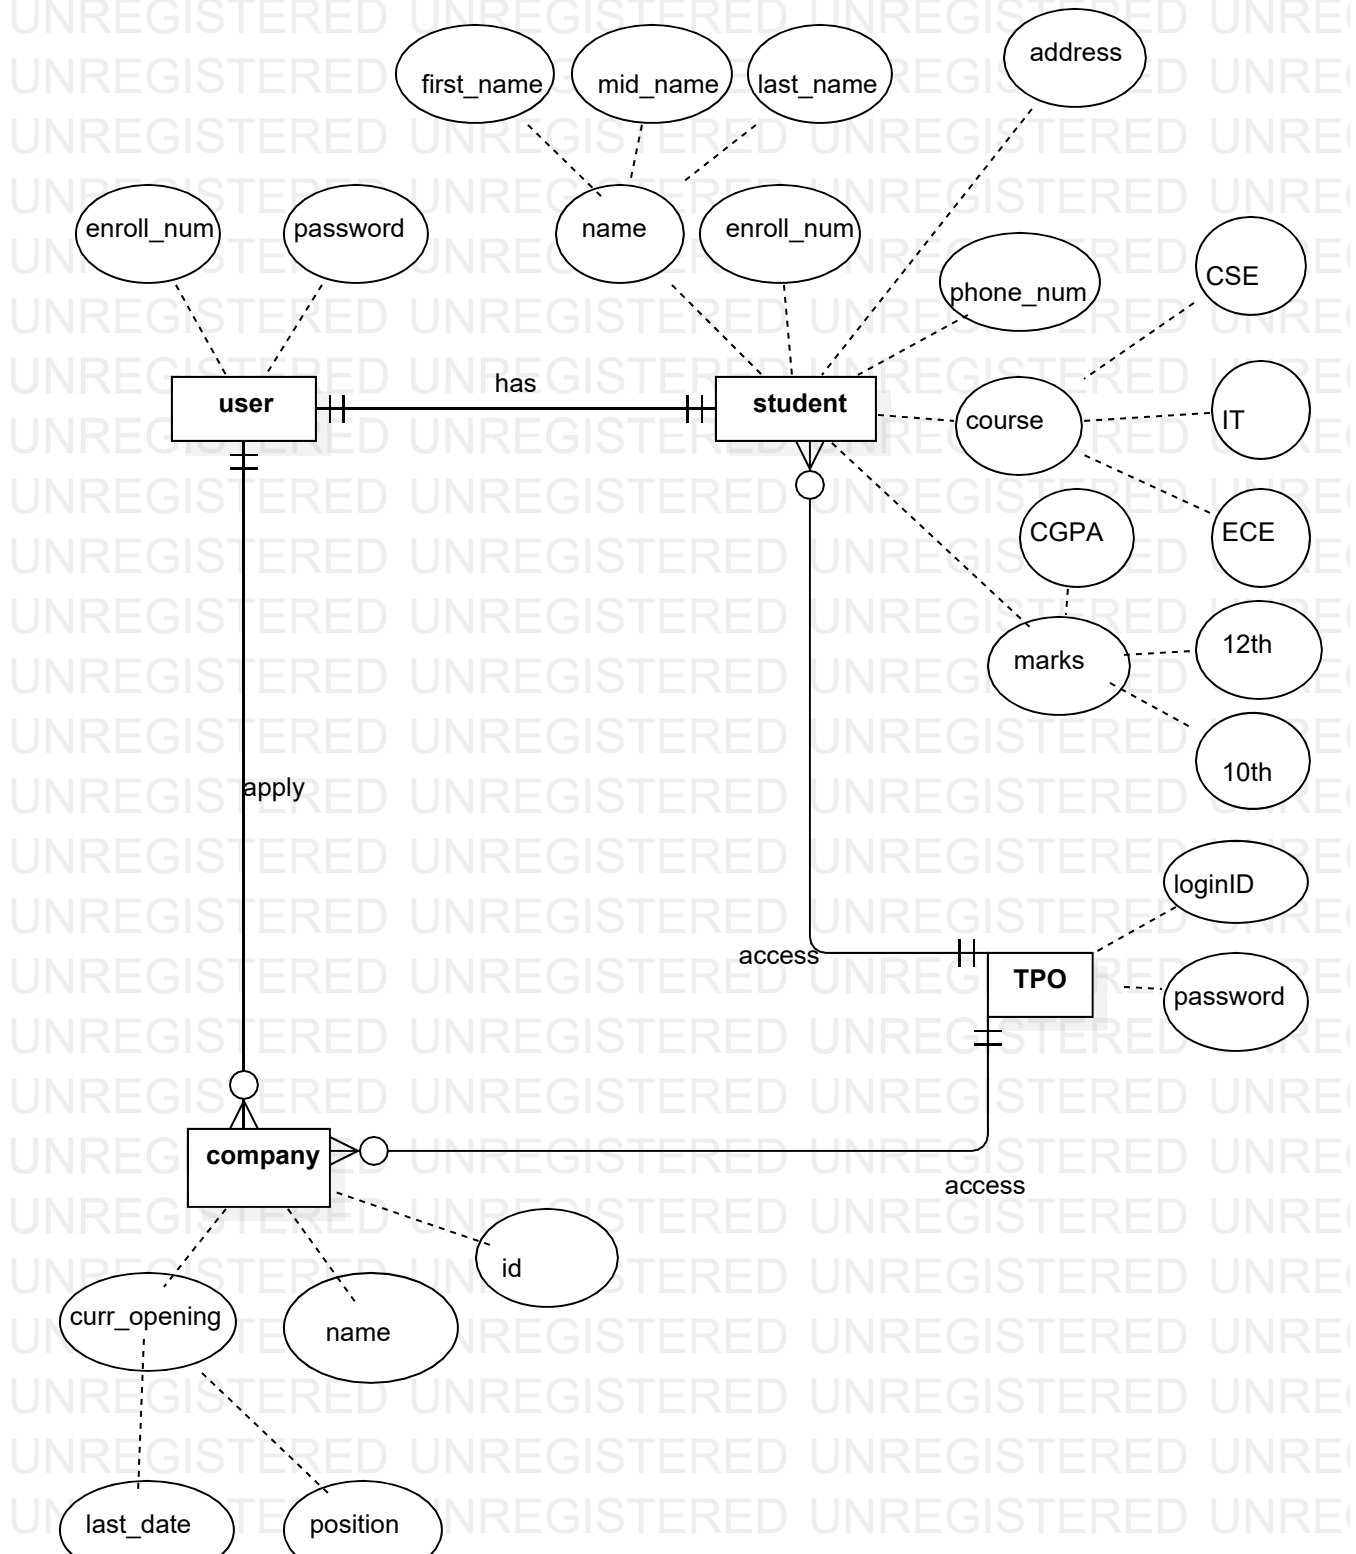 address
first_name
mid_name
last_name
enroll_num
password
name
enroll_num
CSE
phone_num
has
user
student
course
IT
CGPA
ECE
marks
12th
10th
apply
loginID
access
TPO
password
company
access
id
curr_opening
name
last_date
position
UNREGISTERED